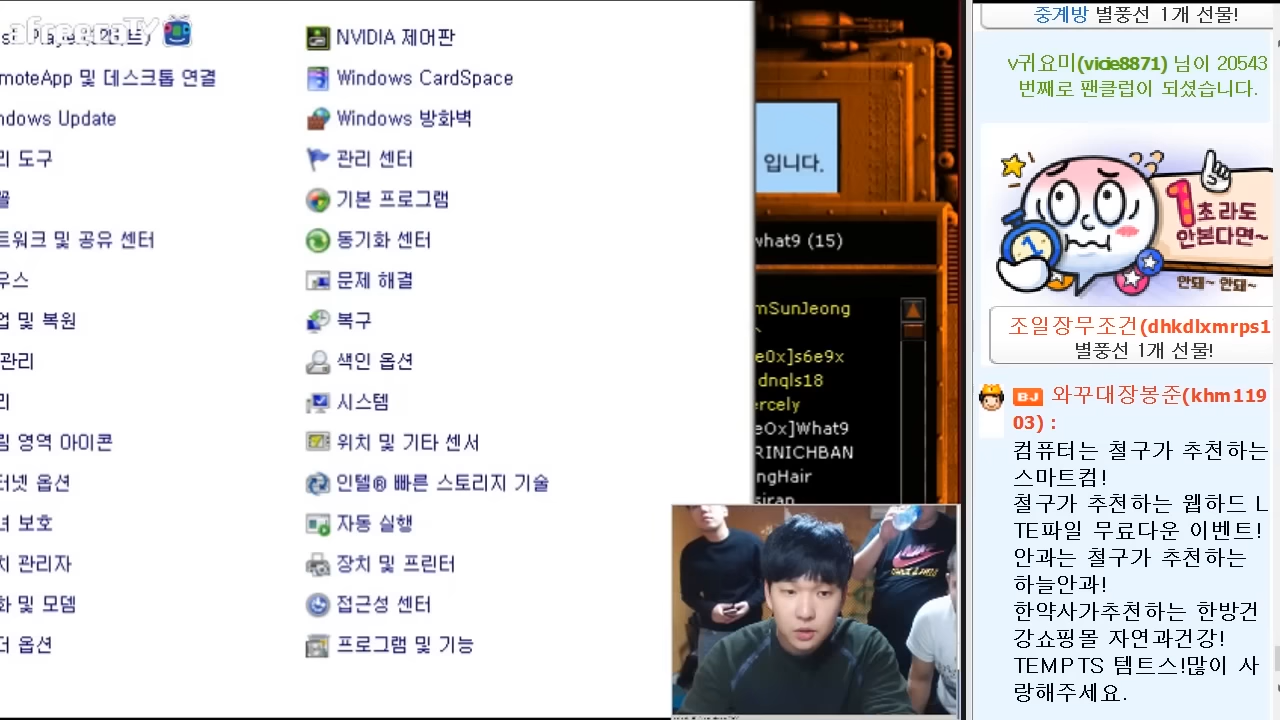 afreecaTV
NVIDIA 제어판
moteApp 및 데스크톱 연결
Windows CardSpace
ndows Update
Windows 방화벽
리 도구
관리 센터
기본 프로그램
트워크 및 공유 센터
동기화 센터
우스
문제 해결
업 및 복원
복구
관리
색인 옵션
리
시스템
림 영역 아이콘
위치 및 기타 센서
터넷 옵션
인텔® 빠른 스토리지 기술
녀 보호
자동 실행
치 관리자
장치 및 프린터
화 및 모뎀
접근성 센터
더 옵션
프로그램 및 기능
입니다.
what9 (15)
mSunJeong
e0x]s6e9x
dnqls18
ercely
eOx]What9
RINICHBAN
ngHair
siran
중계방 별풍선 1개 선물!
v귀요미(vicie8871) 님이 20543
번째로 팬클럽이 되셨습니다.
1초라도
안본다면~
안돼~ 안돼~
조일장무조건(dhkdlxmrps1
별풍선 1개 선물!
BJ 와꾸대장봉준(khm119
03) :
컴퓨터는 철구가 추천하는
스마트컴!
철구가 추천하는 웹하드 L
TE파일 무료다운 이벤트!
안과는 철구가 추천하는
하늘안과!
한약사가추천하는 한방건
강쇼핑몰 자연과건강!
TEMPTS 템트스!많이 사
랑해주세요